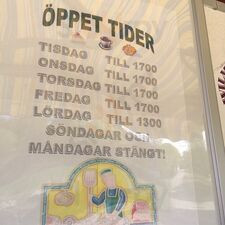 ÖPPET TIDER
TISDAG TILL 1700
ONSDAG TILL 1700
TORSDAG TILL 1700
FREDAG TILL 1700
LÖRDAG TILL 1300
SÖNDAGAR OCH
MÅNDAGAR STÄNGT!